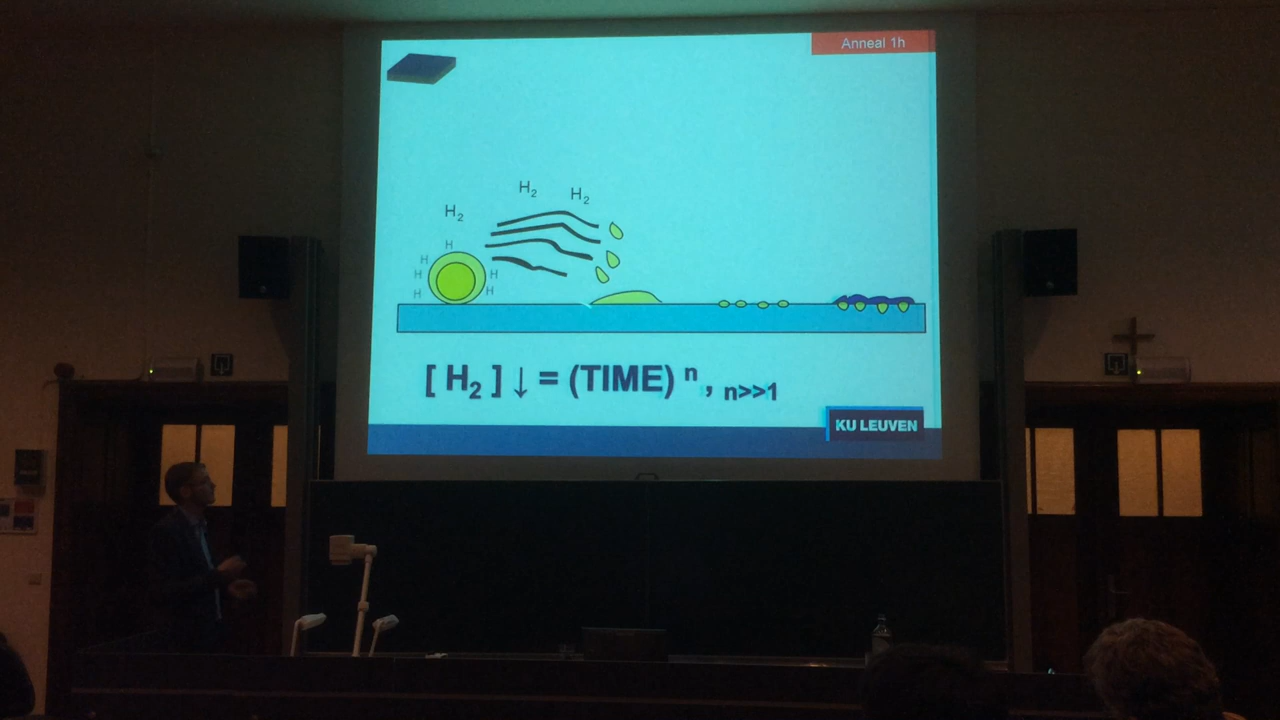 Anneal 1h
H₂ H₂
H₂
H
H
H H
H H
[ H₂ ] ↓ = (TIME) ⁿ , n>>1
KU LEUVEN